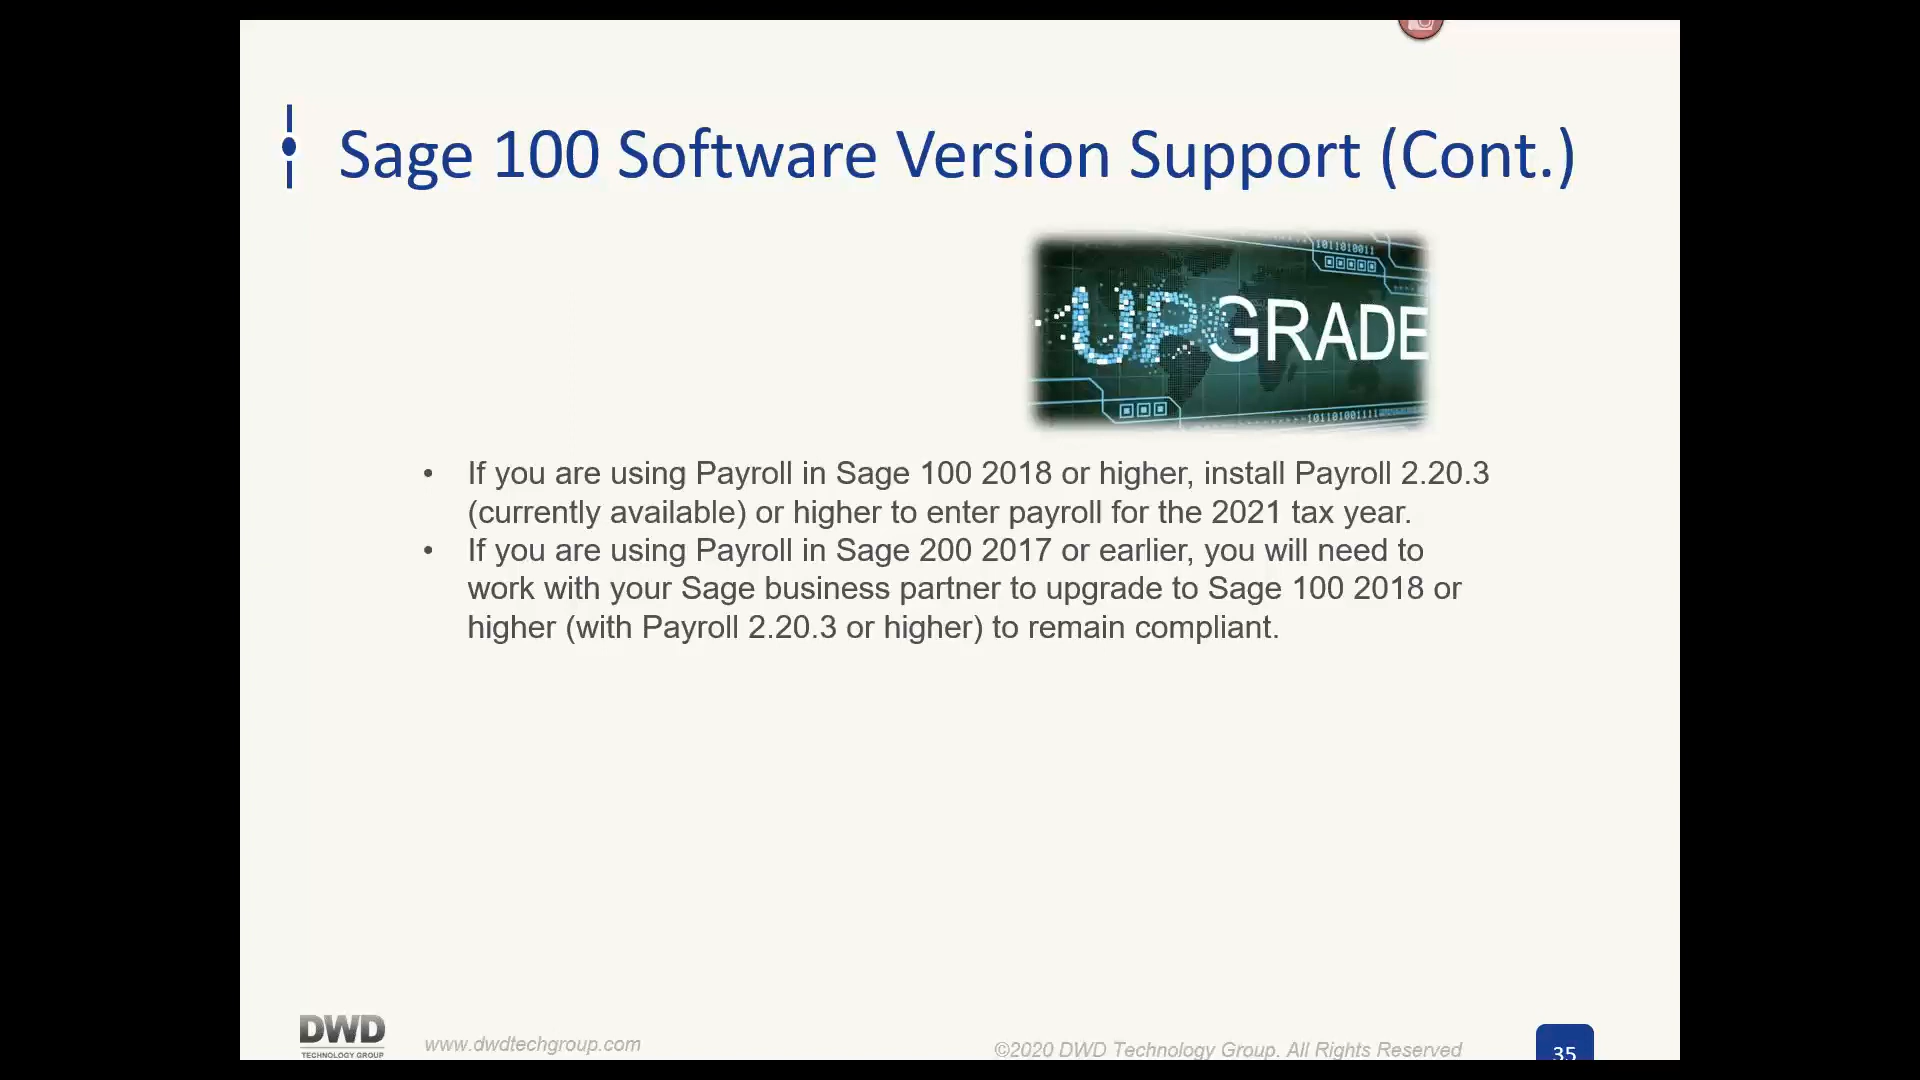 Sage 100 Software Version Support (Cont.)
1011010011
UPGRADE
101101001111
• If you are using Payroll in Sage 100 2018 or higher, install Payroll 2.20.3
(currently available) or higher to enter payroll for the 2021 tax year.
• If you are using Payroll in Sage 200 2017 or earlier, you will need to
work with your Sage business partner to upgrade to Sage 100 2018 or
higher (with Payroll 2.20.3 or higher) to remain compliant.
DWD
TECHNOLOGY GROUP
www.dwdtechgroup.com
©2020 DWD Technology Group. All Rights Reserved
35